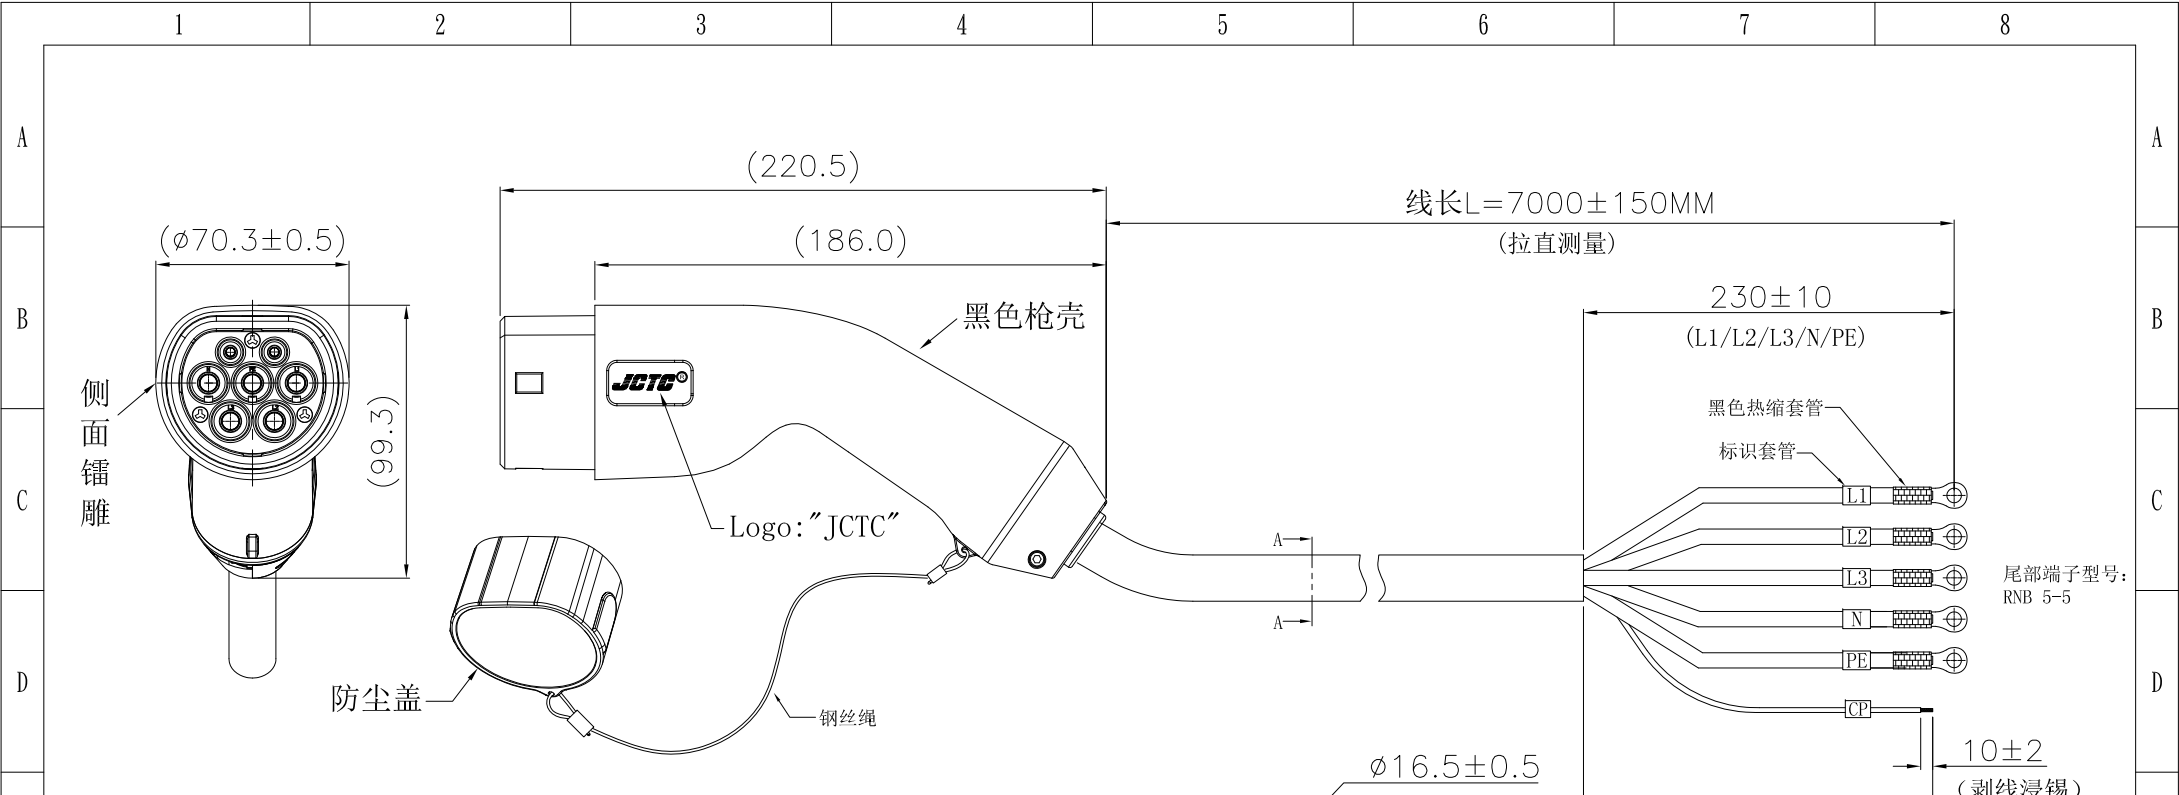 1 2 3 4 5 6 7 8
A A
(220.5)
线长L=7000±150MM
(拉直测量)
(ø70.3±0.5)
(186.0)
230±10
(L1/L2/L3/N/PE)
B B
黑色枪壳
侧面镭雕
(99.3)
JCTC®
黑色热缩套管
标识套管
C C
L1
Logo:"JCTC"
A
L2
L3
尾部端子型号:
RNB 5-5
A
N
PE
D D
防尘盖
钢丝绳
CP
ø16.5±0.5
10±2
(剥线浸锡)